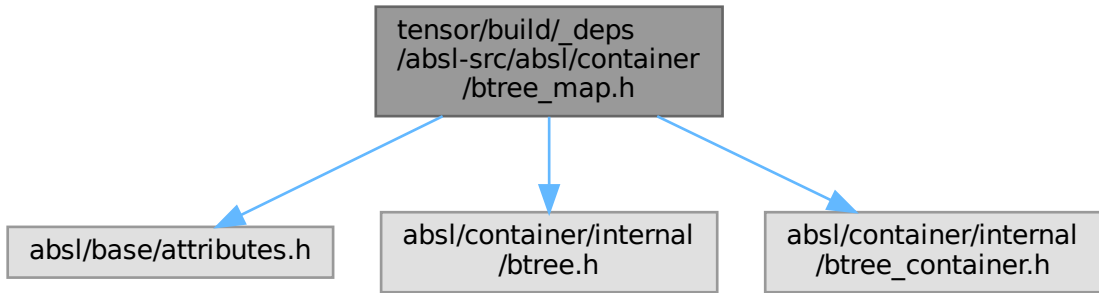 tensor/build/_deps
/absl-src/absl/container
/btree_map.h
absl/base/attributes.h
absl/container/internal
/btree.h
absl/container/internal
/btree_container.h